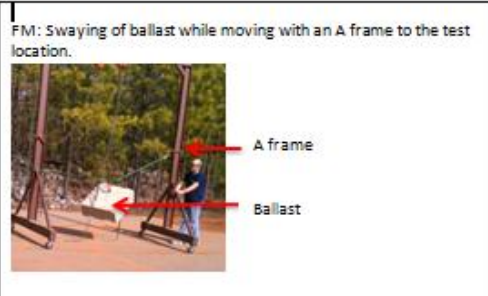 FM: Swaying of ballast while moving with an A frame to the test
location.
A frame
Ballast